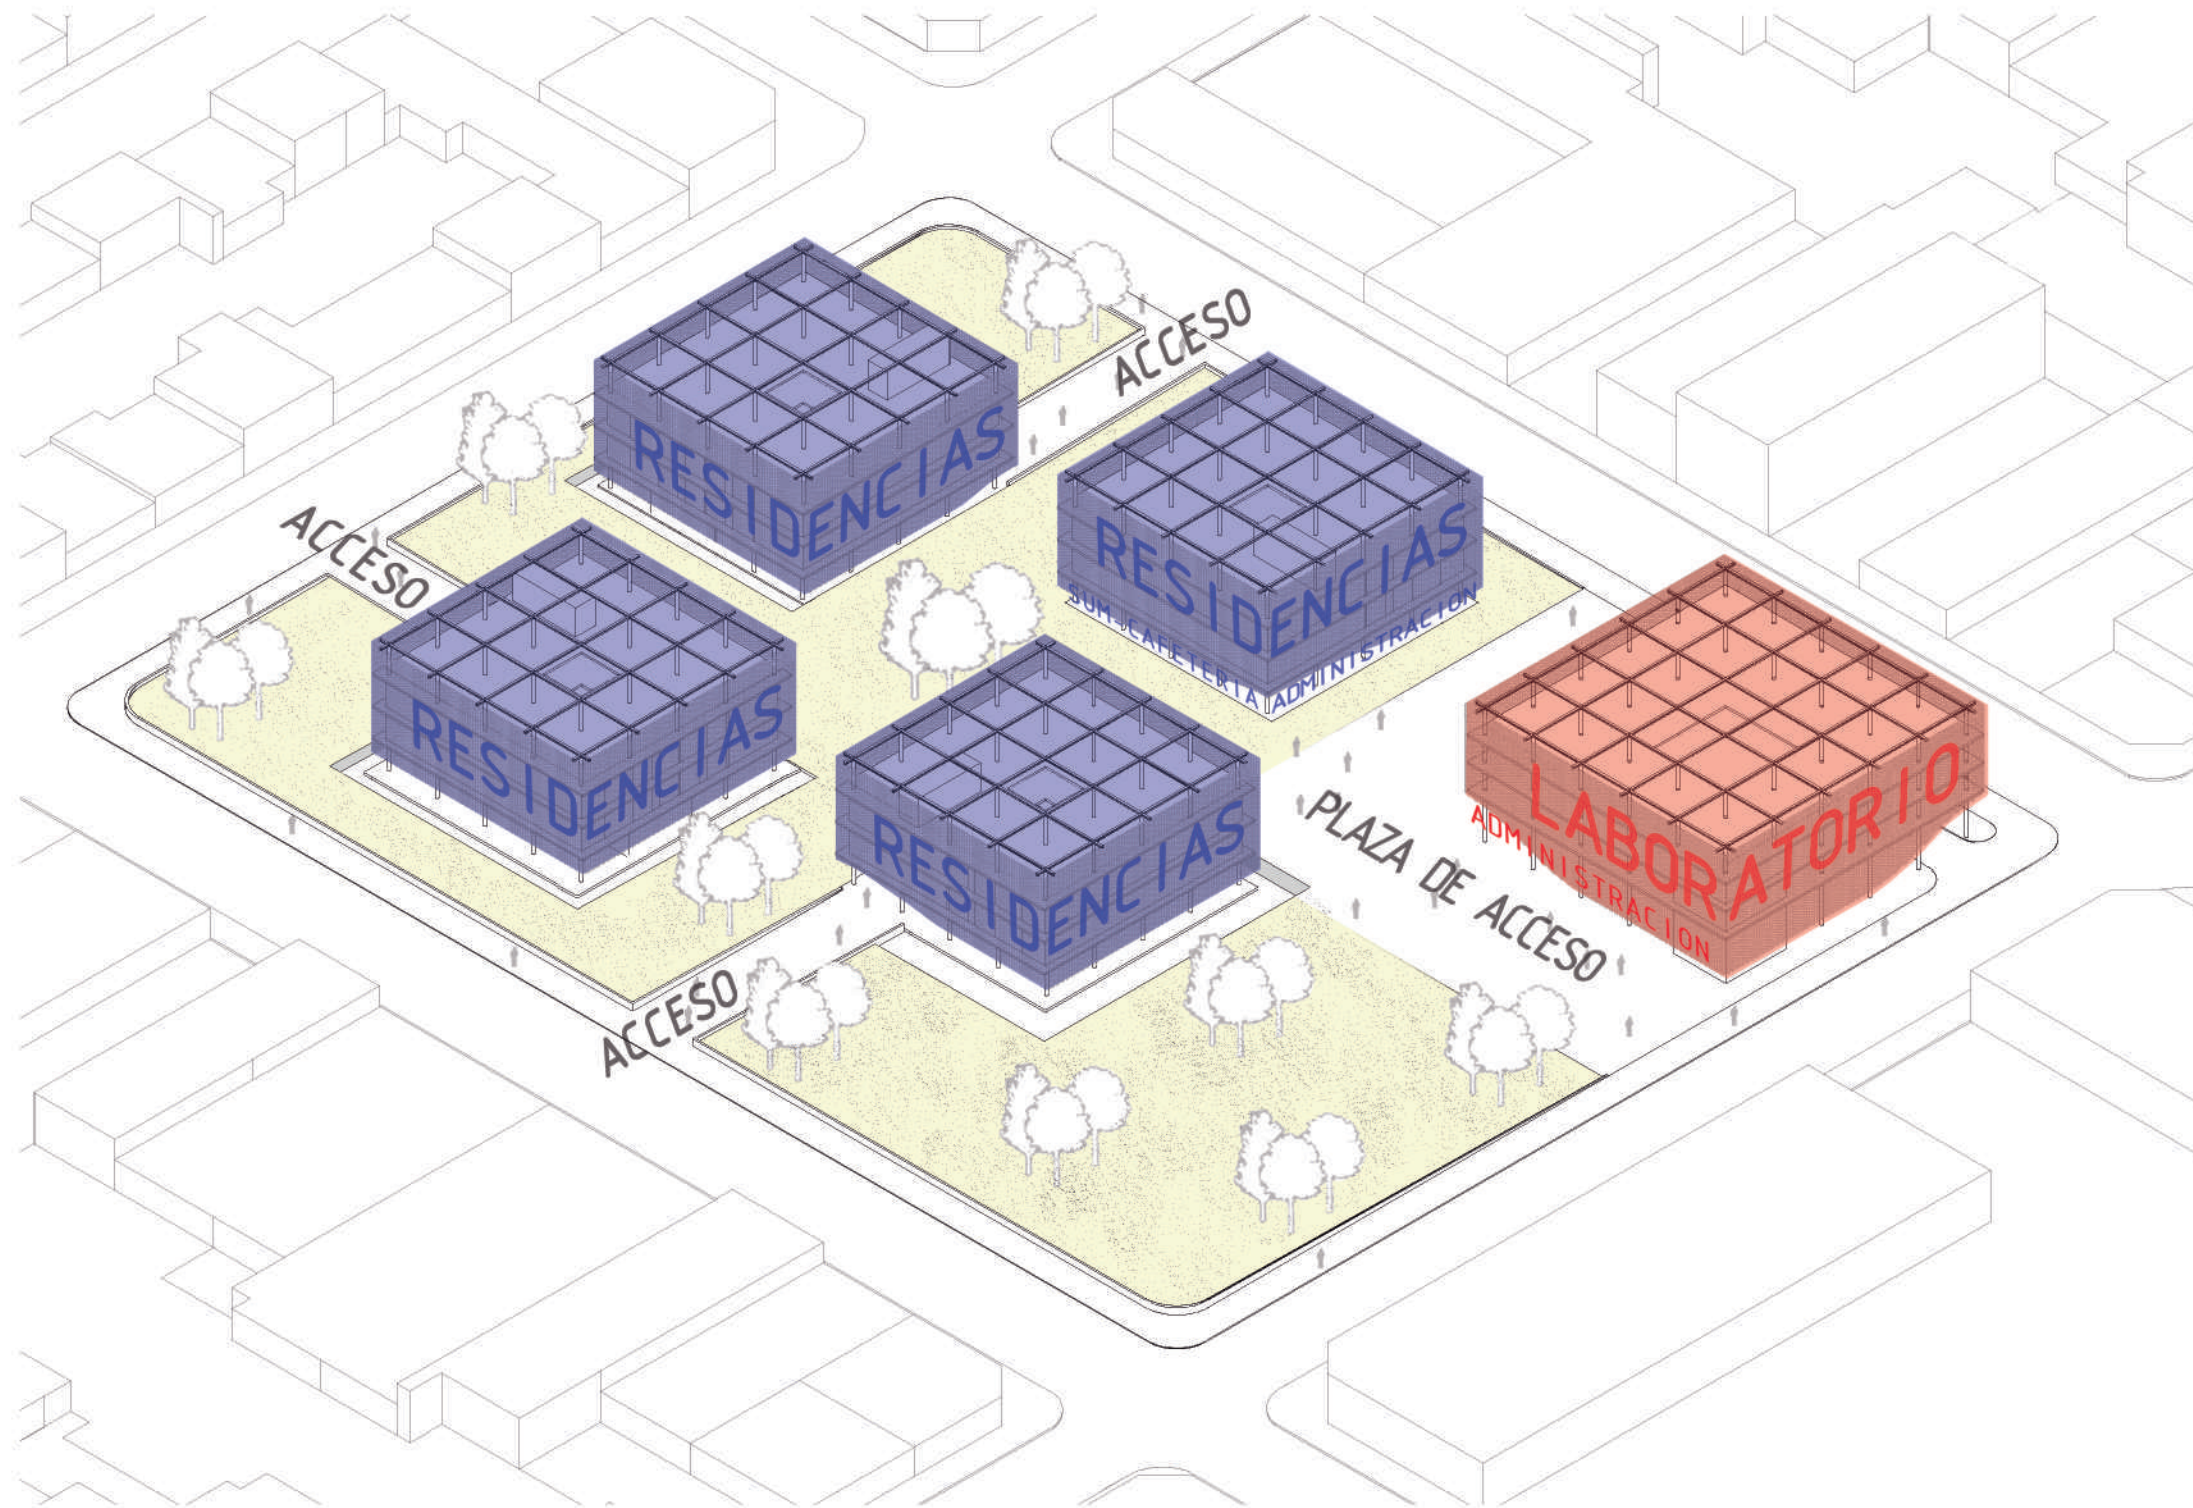 ACCESO
RESIDENCIAS
ACCESO
RESIDENCIAS
SUM-CAFETERIA ADMINISTRACION
RESIDENCIAS
LABORATORIO
ADMINISTRACION
RESIDENCIAS
PLAZA DE ACCESO
ACCESO